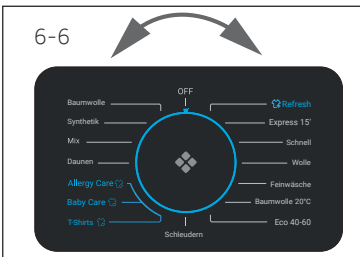 6-6
OFF
Baumwolle
Synthetik
Mix
Daunen
Allergy Care
Baby Care
T-Shirts
Schleudern
Refresh
Express 15'
Schnell
Wolle
Feinwäsche
Baumwolle 20°C
Eco 40-60